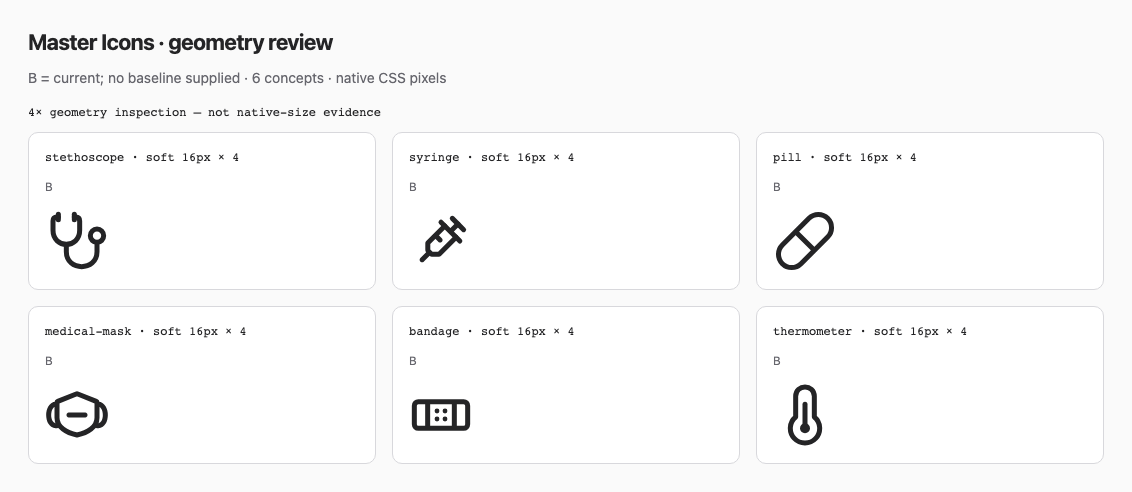 Master Icons · geometry review
B = current; no baseline supplied · 6 concepts · native CSS pixels
4× geometry inspection — not native-size evidence
stethoscope · soft 16px × 4
B
syringe · soft 16px × 4
B
pill · soft 16px × 4
B
medical-mask · soft 16px × 4
B
bandage · soft 16px × 4
B
thermometer · soft 16px × 4
B